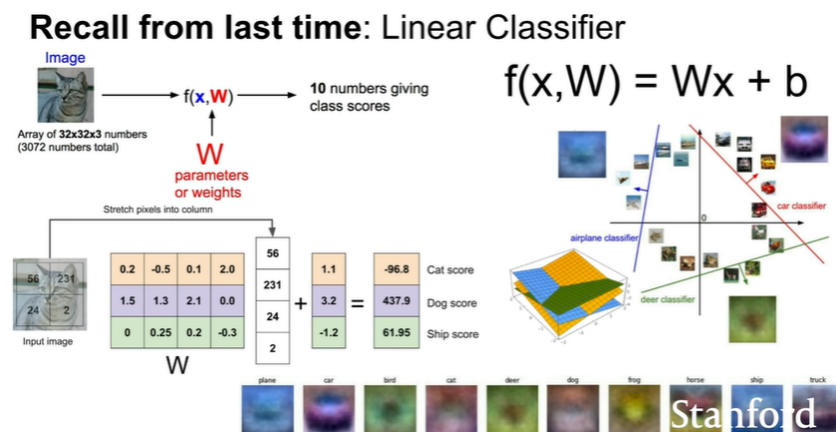 Recall from last time: Linear Classifier
Image
f(x,W)
10 numbers giving
class scores
f(x,W) = Wx + b
Array of 32x32x3 numbers
(3072 numbers total)
W
parameters
or weights
Stretch pixels into column
56 231
24 2
Input image
0.2 -0.5 0.1 2.0
1.5 1.3 2.1 0.0
0 0.25 0.2 -0.3
W
56
231
24
2
+
1.1
3.2
-1.2
=
-96.8 Cat score
437.9 Dog score
61.95 Ship score
0
car classifier
airplane classifier
deer classifier
plane car bird cat deer dog frog horse ship truck
Stanford